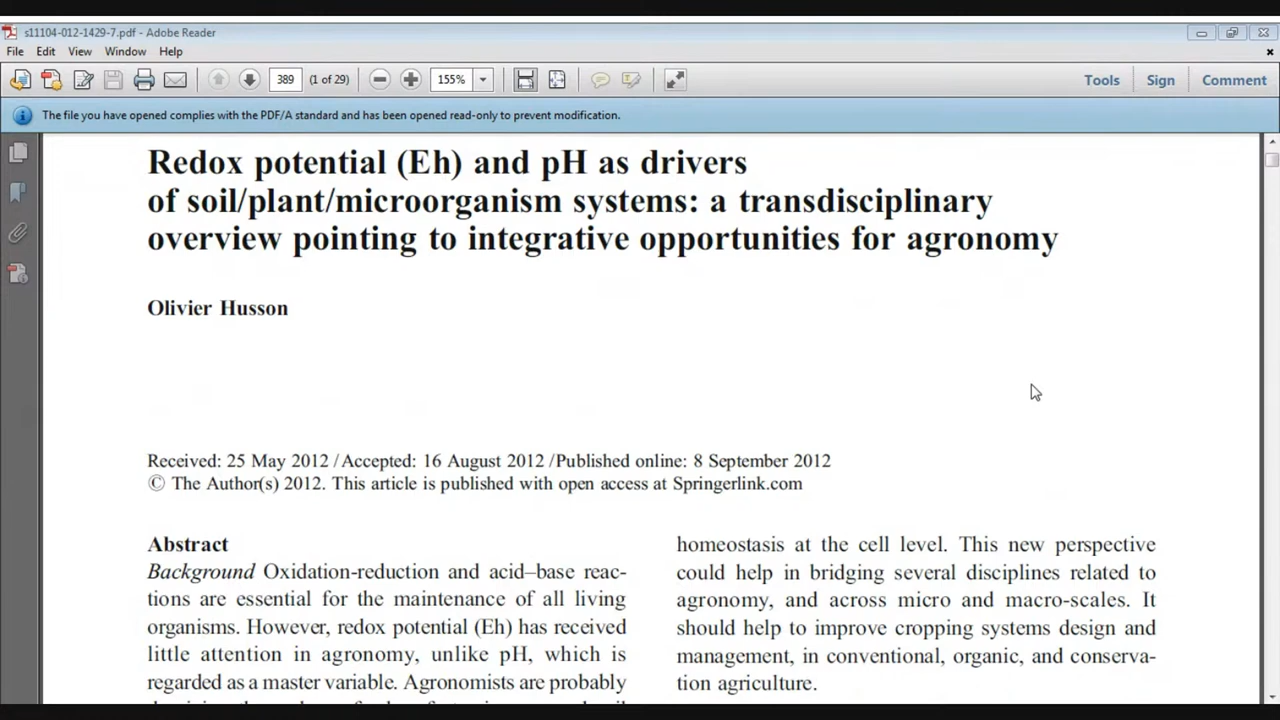 s11104-012-1429-7.pdf - Adobe Reader
File Edit View Window Help
389 (1 of 29) 155% Tools Sign Comment
The file you have opened complies with the PDF/A standard and has been opened read-only to prevent modification.
Redox potential (Eh) and pH as drivers
of soil/plant/microorganism systems: a transdisciplinary
overview pointing to integrative opportunities for agronomy
Olivier Husson
Received: 25 May 2012 / Accepted: 16 August 2012 / Published online: 8 September 2012
© The Author(s) 2012. This article is published with open access at Springerlink.com
Abstract
Background Oxidation-reduction and acid–base reac-
tions are essential for the maintenance of all living
organisms. However, redox potential (Eh) has received
little attention in agronomy, unlike pH, which is
regarded as a master variable. Agronomists are probably
homeostasis at the cell level. This new perspective
could help in bridging several disciplines related to
agronomy, and across micro and macro-scales. It
should help to improve cropping systems design and
management, in conventional, organic, and conserva-
tion agriculture.